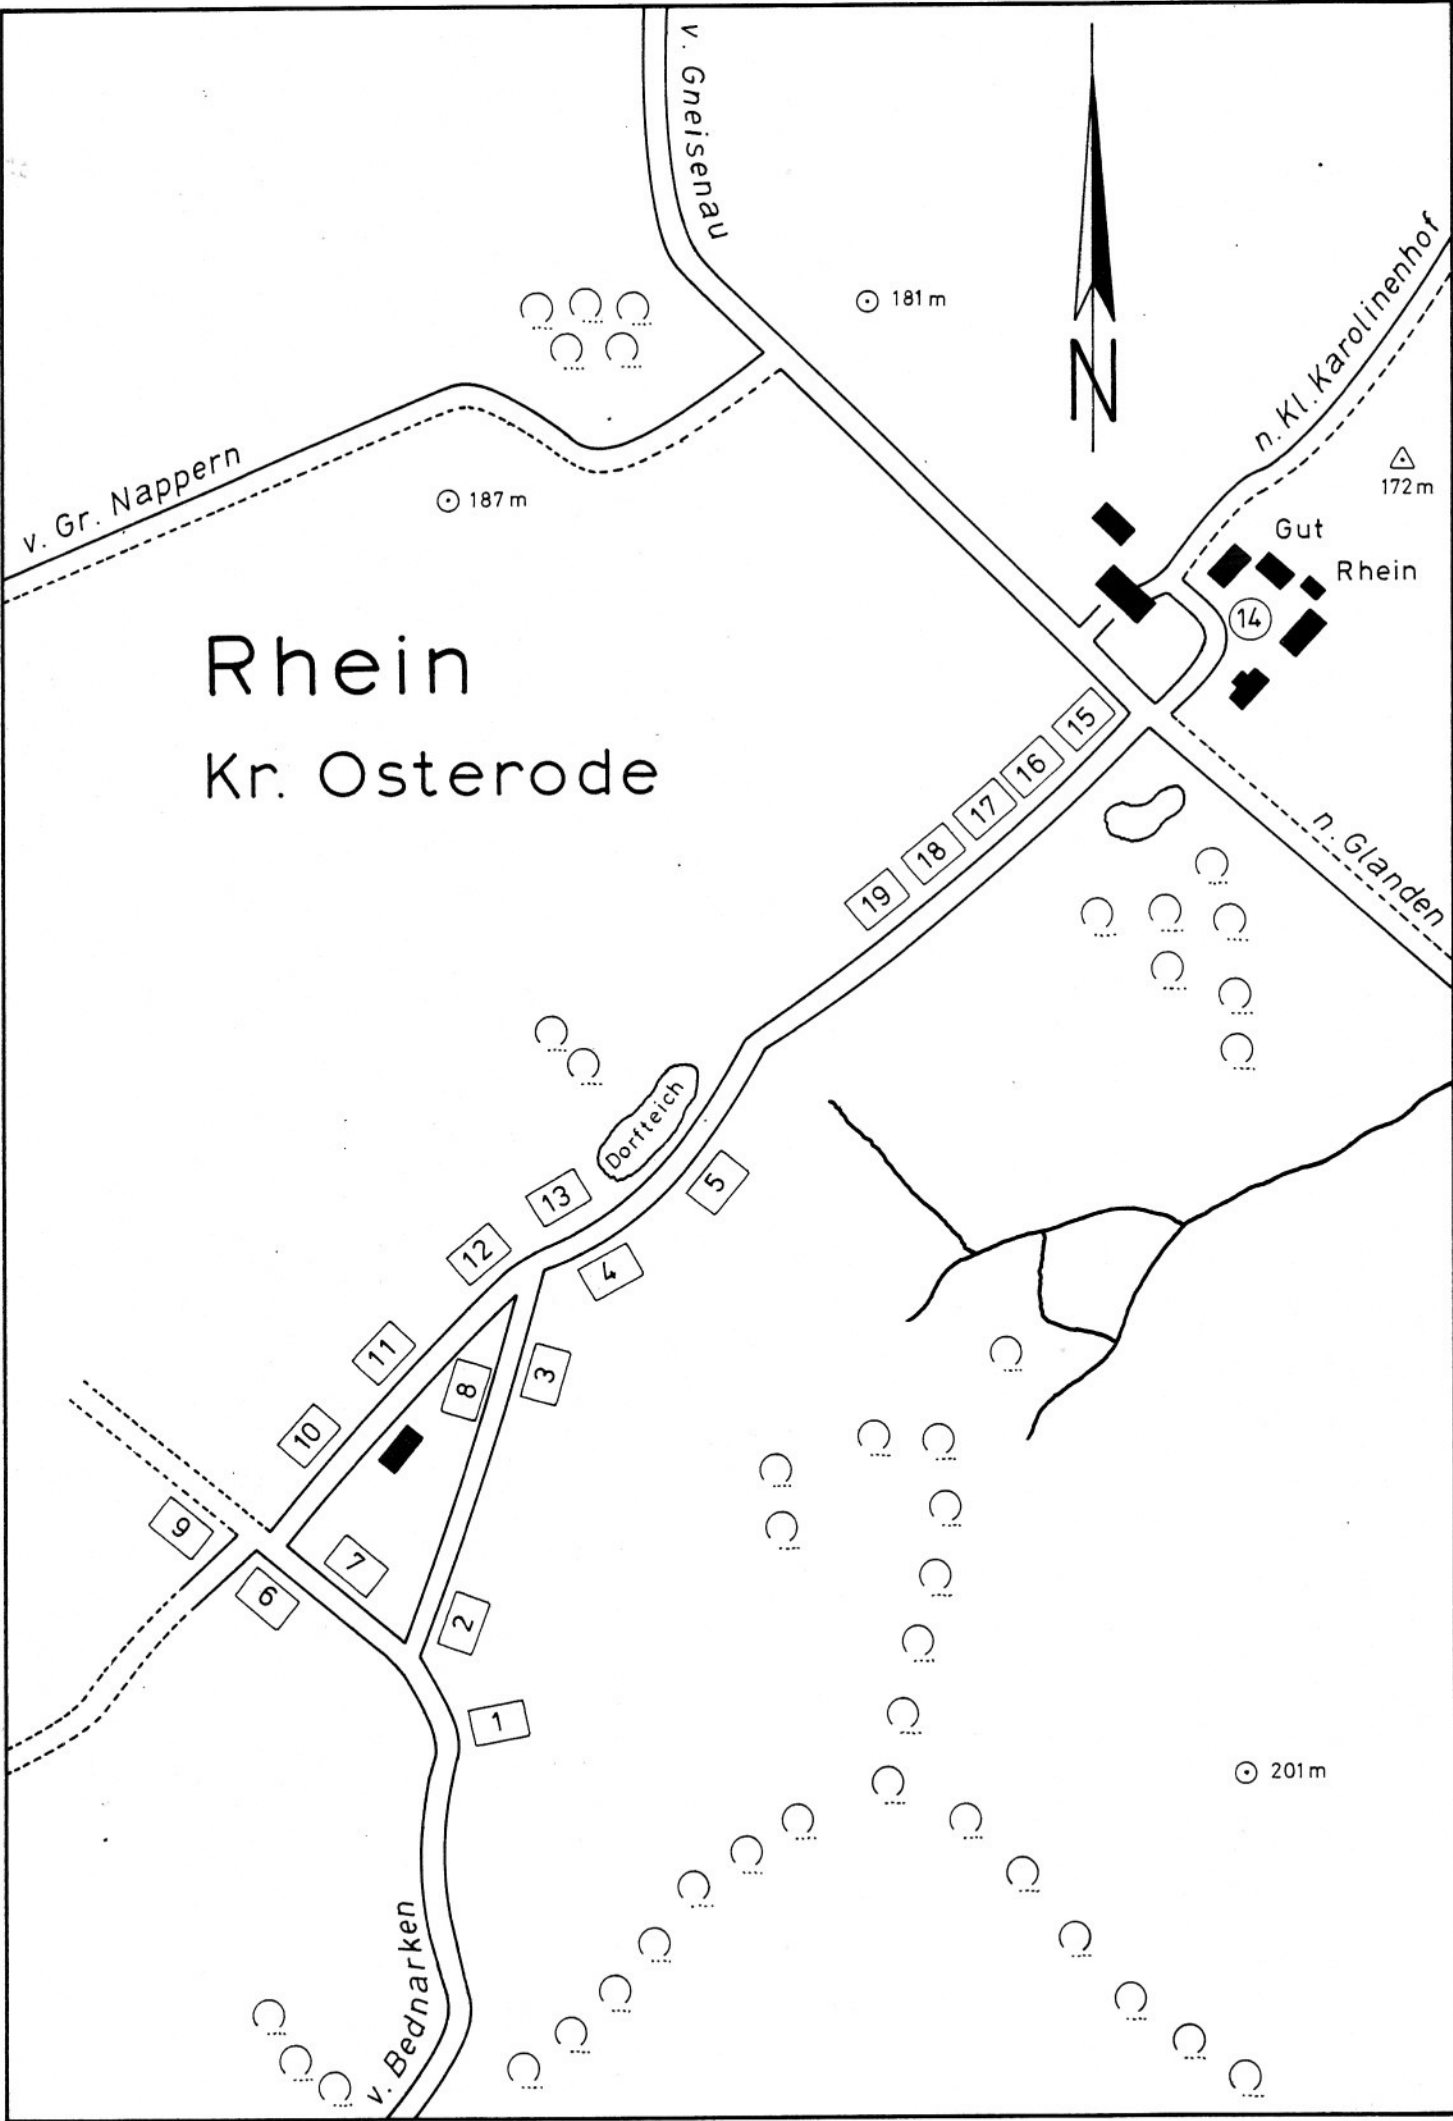 v. Gneisenau
181 m
N
n. Kl. Karolinenhof
172 m
v. Gr. Nappern
187 m
Gut
Rhein
14
Rhein
Kr. Osterode
15
16
17
18
19
n. Glanden
Dorfteich
5
13
12
4
11
3
8
10
9
7
6
2
1
201 m
v. Bednarken